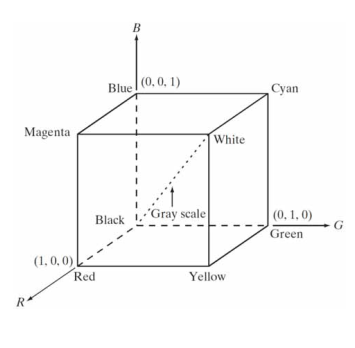 B
Blue
(0, 0, 1)
Cyan
Magenta
White
Black
Gray scale
(0, 1, 0)
G
Green
(1, 0, 0)
Red
Yellow
R